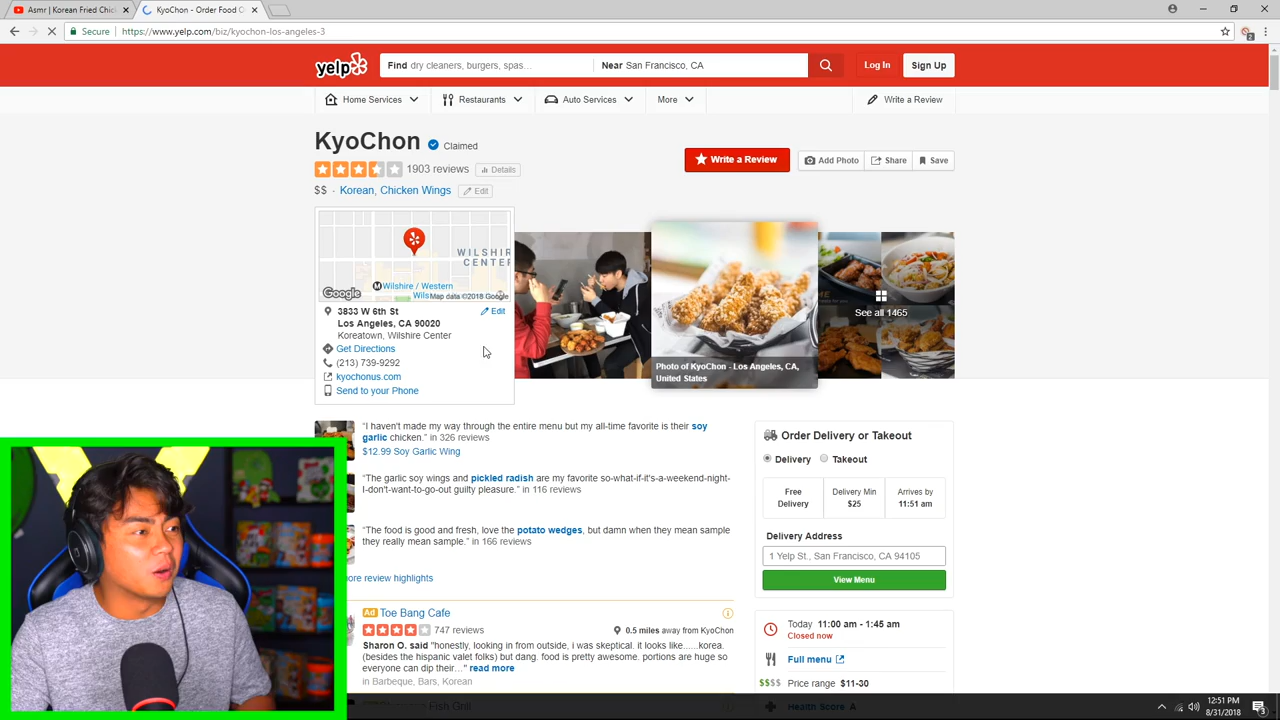 Asmr | Korean Fried Chick
KyoChon - Order Food O
Secure
https://www.yelp.com/biz/kyochon-los-angeles-3
yelp
Find dry cleaners, burgers, spas…
Near San Francisco, CA
Log In
Sign Up
Home Services
Restaurants
Auto Services
More
Write a Review
KyoChon
Claimed
1903 reviews
Details
Write a Review
Add Photo
Share
Save
$$ · Korean, Chicken Wings
Edit
WILSHIR
CENTER
Wilshire / Western
Wils
Google
Map data ©2018 Google
3833 W 6th St
Edit
Los Angeles, CA 90020
Koreatown, Wilshire Center
Get Directions
(213) 739-9292
kyochonus.com
Send to your Phone
Photo of KyoChon - Los Angeles, CA,
United States
See all 1465
“I haven't made my way through the entire menu but my all-time favorite is their soy
garlic chicken.” in 326 reviews
$12.99 Soy Garlic Wing
“The garlic soy wings and pickled radish are my favorite so-what-if-it's-a-weekend-night-
I-don't-want-to-go-out guilty pleasure.” in 116 reviews
“The food is good and fresh, love the potato wedges, but damn when they mean sample
they really mean sample.” in 166 reviews
ore review highlights
Ad Toe Bang Cafe
747 reviews
0.5 miles away from KyoChon
Sharon O. said "honestly, looking in from outside, i was skeptical. it looks like......korea.
(besides the hispanic valet folks) but dang. food is pretty awesome. portions are huge so
everyone can dip their…" read more
in Barbeque, Bars, Korean
Fish Grill
Order Delivery or Takeout
Delivery
Takeout
Free
Delivery
Delivery Min
$25
Arrives by
11:51 am
Delivery Address
1 Yelp St., San Francisco, CA 94105
View Menu
Today 11:00 am - 1:45 am
Closed now
Full menu
$$$$ Price range $11-30
Health Score A
12:51 PM
8/31/2018